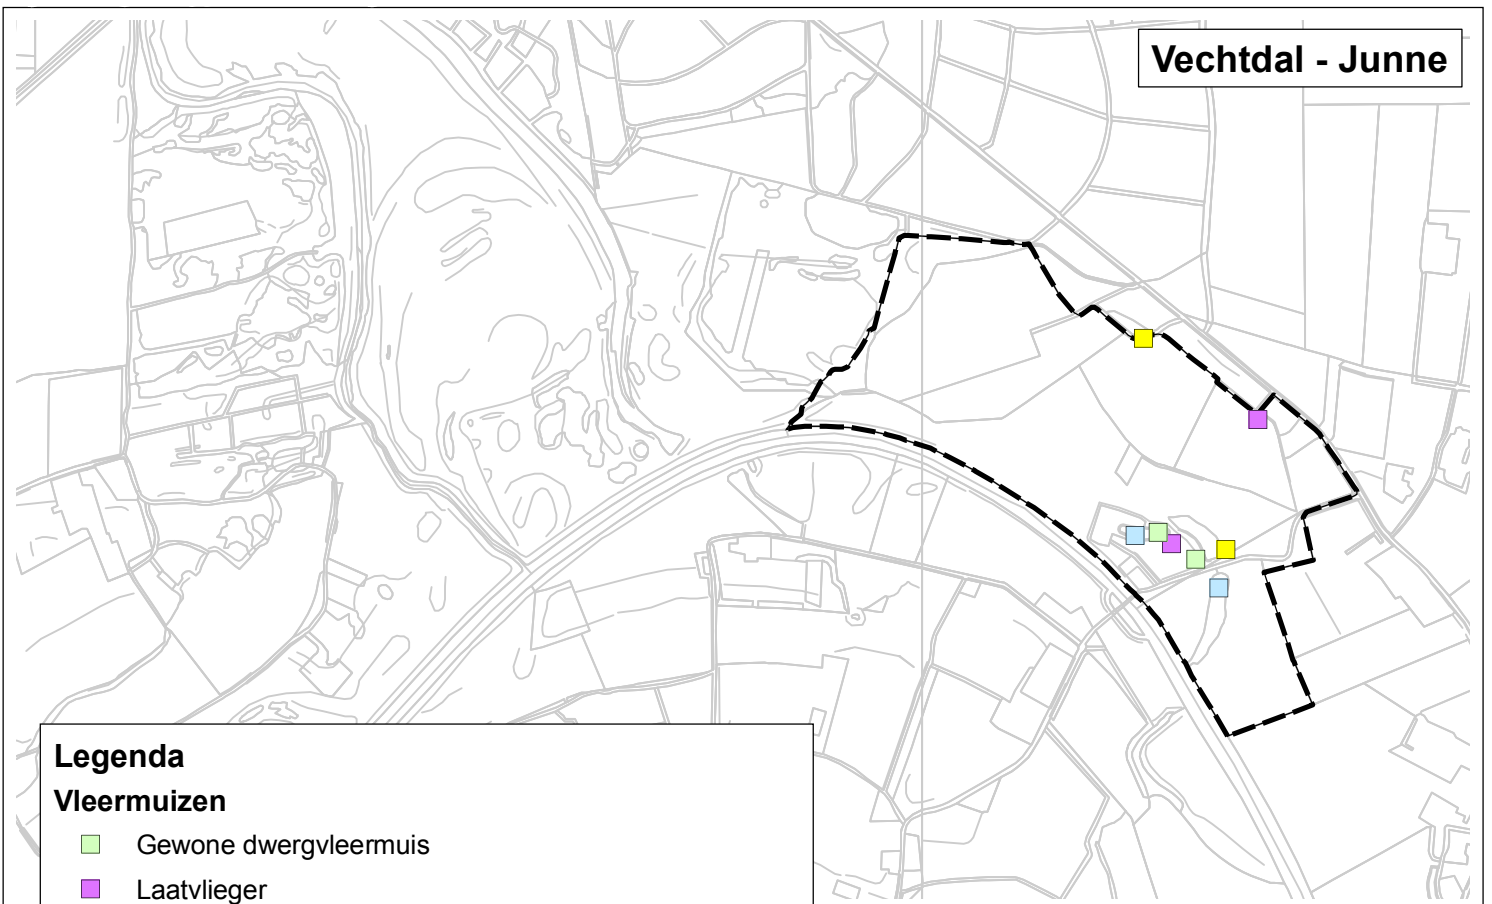 Vechtdal - Junne
Legenda
Vleermuizen
Gewone dwergvleermuis
Laatvlieger